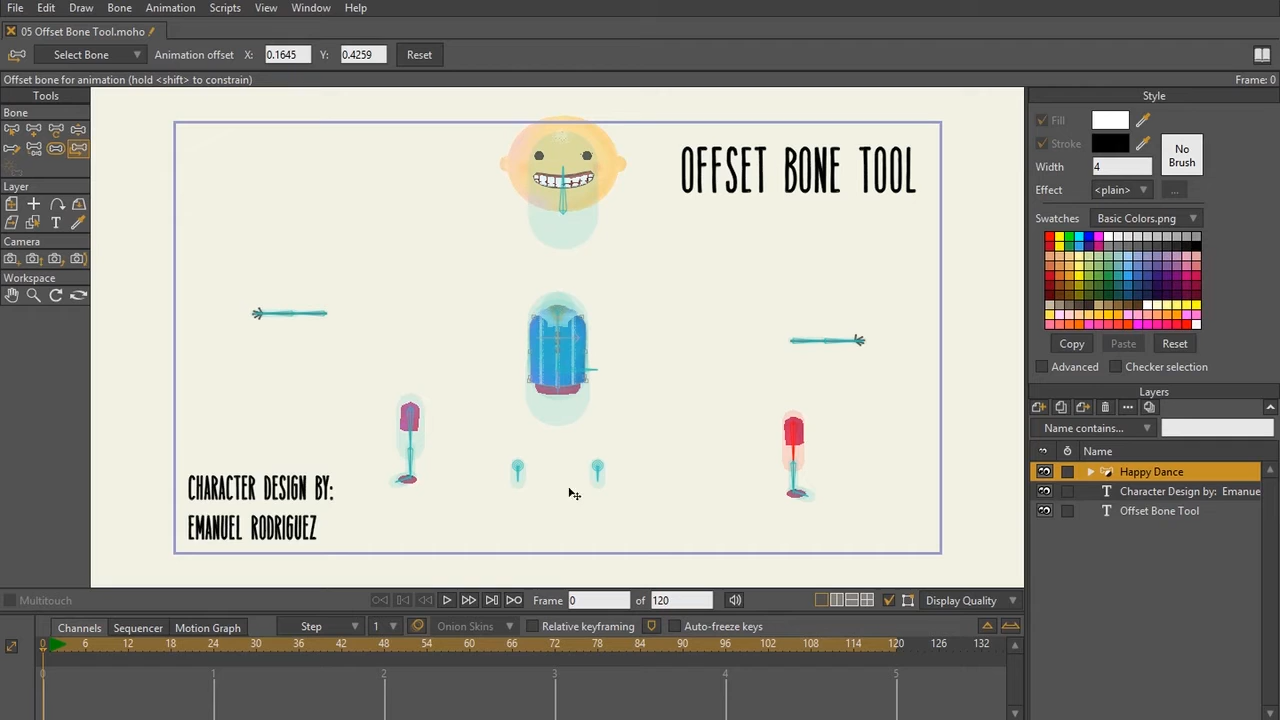 File Edit Draw Bone Animation Scripts View Window Help
05 Offset Bone Tool.moho
Select Bone Animation offset X: 0.1645 Y: 0.4259 Reset
Offset bone for animation (hold <shift> to constrain) Frame: 0
Tools
Bone
Layer
T
Camera
Workspace
OFFSET BONE TOOL
CHARACTER DESIGN BY:
EMANUEL RODRIGUEZ
Style
Fill
Stroke
No
Brush
Width 4
Effect <plain> ...
Swatches Basic Colors.png
Copy Paste Reset
Advanced Checker selection
Layers
Name contains...
Name
Happy Dance
T Character Design by: Emanue
T Offset Bone Tool
Multitouch Frame 0 of 120 Display Quality
Channels Sequencer Motion Graph Step 1 Onion Skins Relative keyframing Auto-freeze keys
0 6 12 18 24 30 36 42 48 54 60 66 72 78 84 90 96 102 108 114 120 126 132
0 1 2 3 4 5